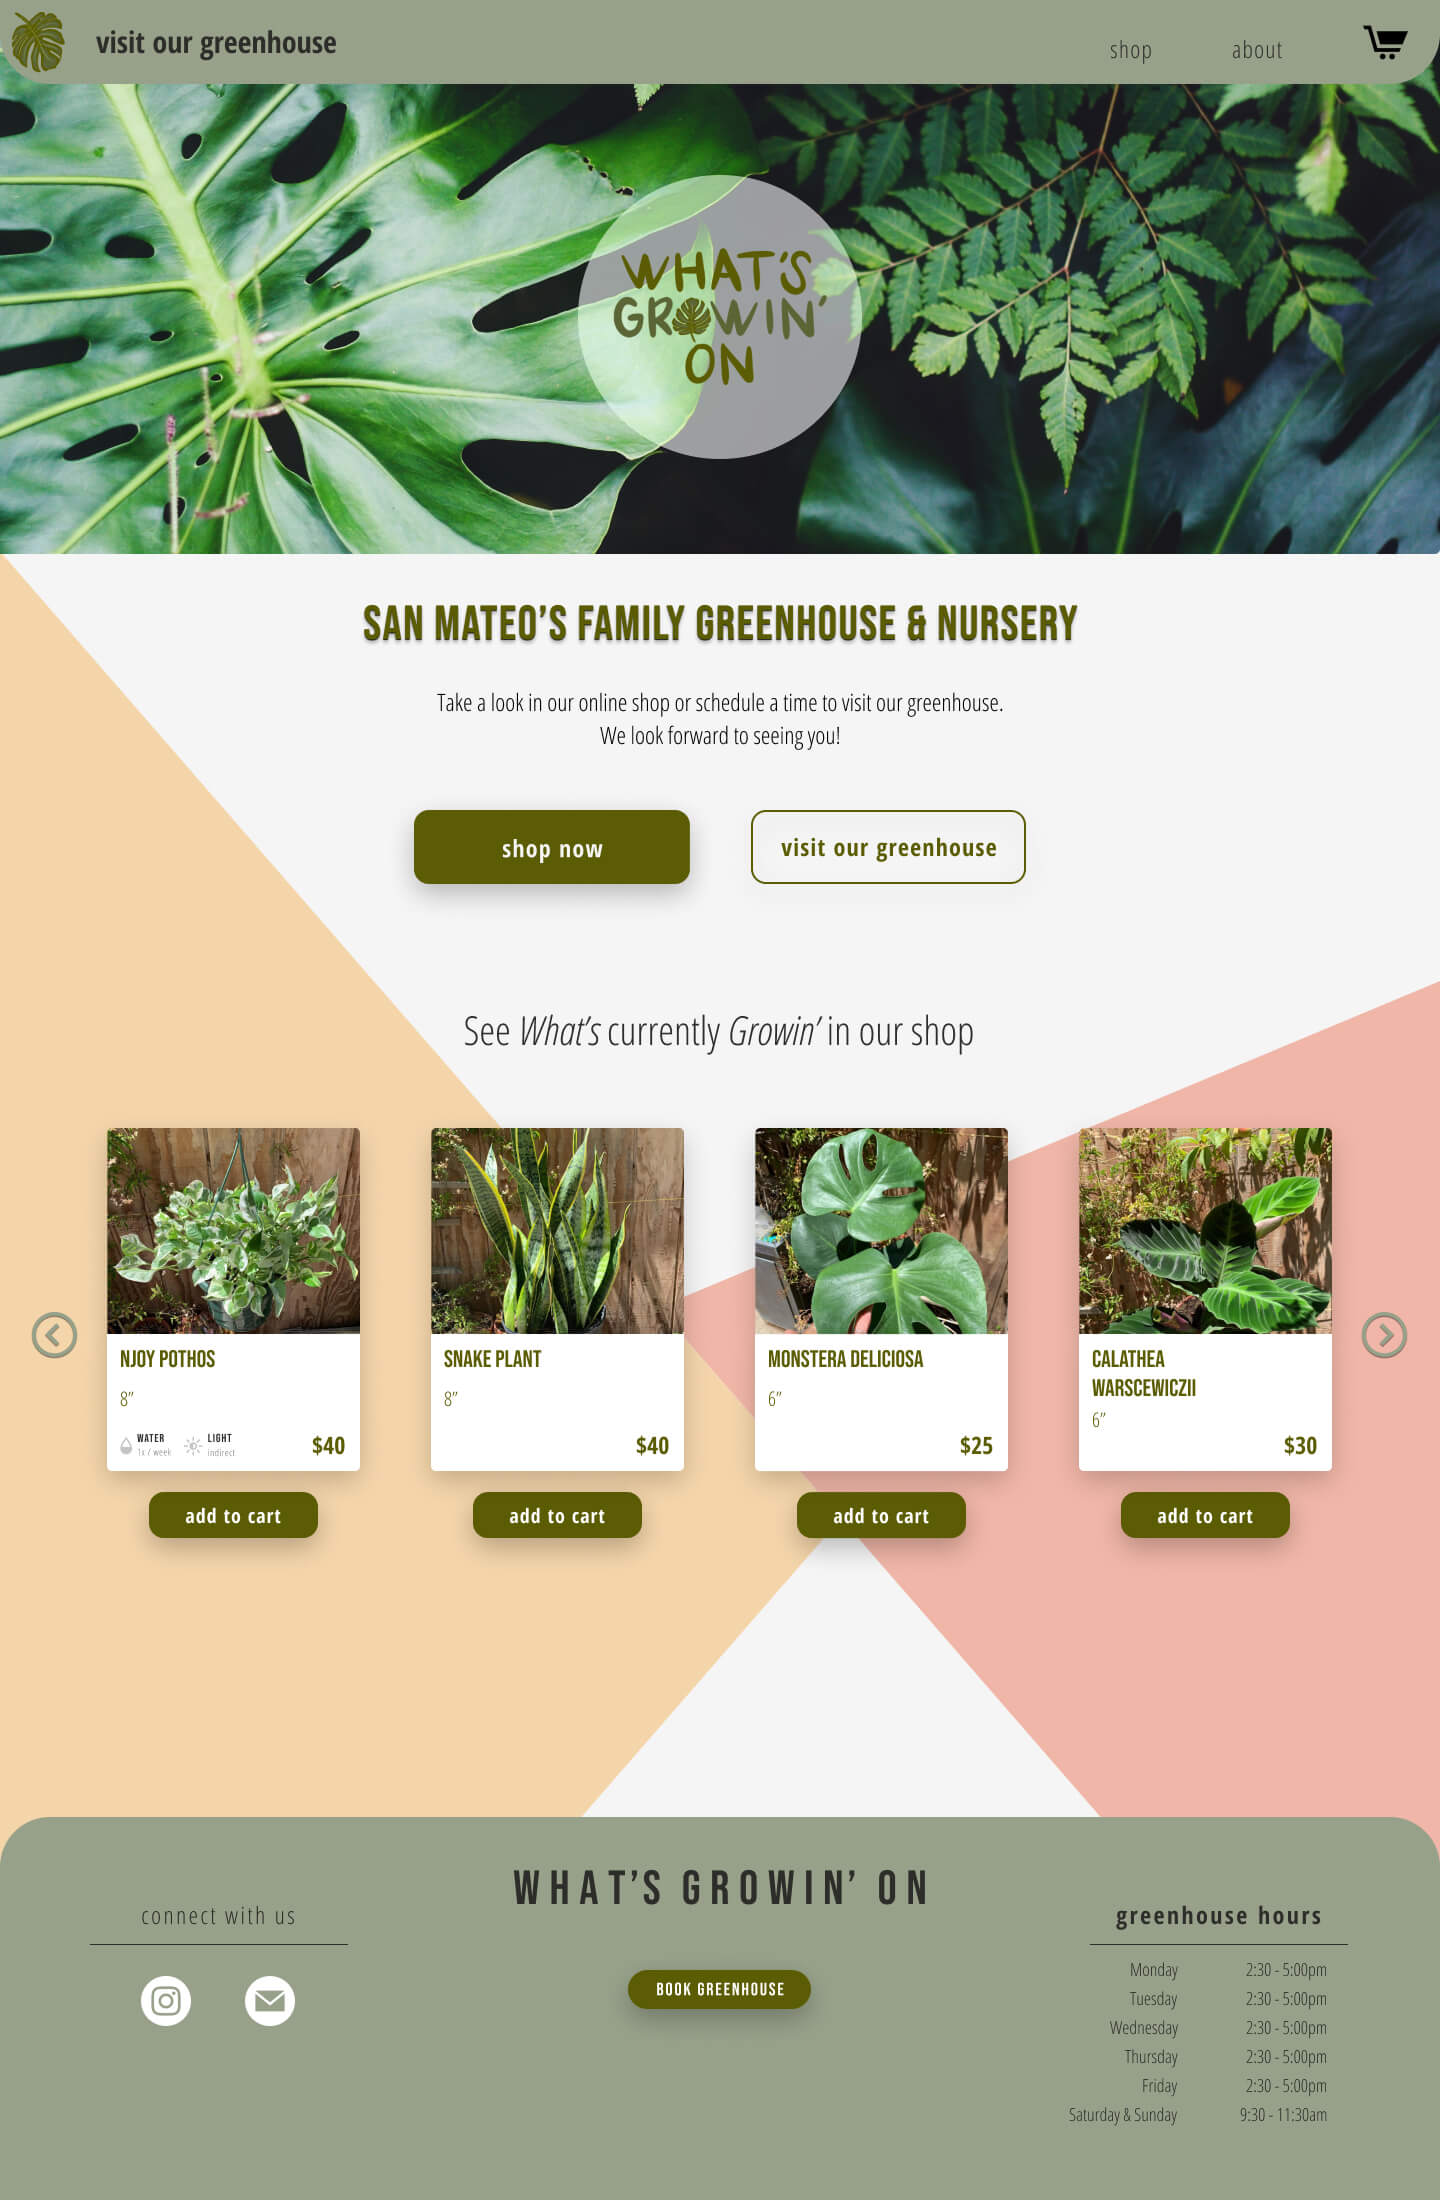 visit our greenhouse
shop
about
WHAT'S
GROWIN'
ON
SAN MATEO'S FAMILY GREENHOUSE & NURSERY
Take a look in our online shop or schedule a time to visit our greenhouse.
We look forward to seeing you!
shop now
visit our greenhouse
See What's currently Growin' in our shop
NJOY POTHOS
8"
WATER
1x / week
LIGHT
indirect
$40
add to cart
SNAKE PLANT
8"
$40
add to cart
MONSTERA DELICIOSA
6"
$25
add to cart
CALATHEA
WARSCEWICZII
6"
$30
add to cart
connect with us
WHAT'S GROWIN' ON
BOOK GREENHOUSE
greenhouse hours
Monday 2:30 - 5:00pm
Tuesday 2:30 - 5:00pm
Wednesday 2:30 - 5:00pm
Thursday 2:30 - 5:00pm
Friday 2:30 - 5:00pm
Saturday & Sunday 9:30 - 11:30am